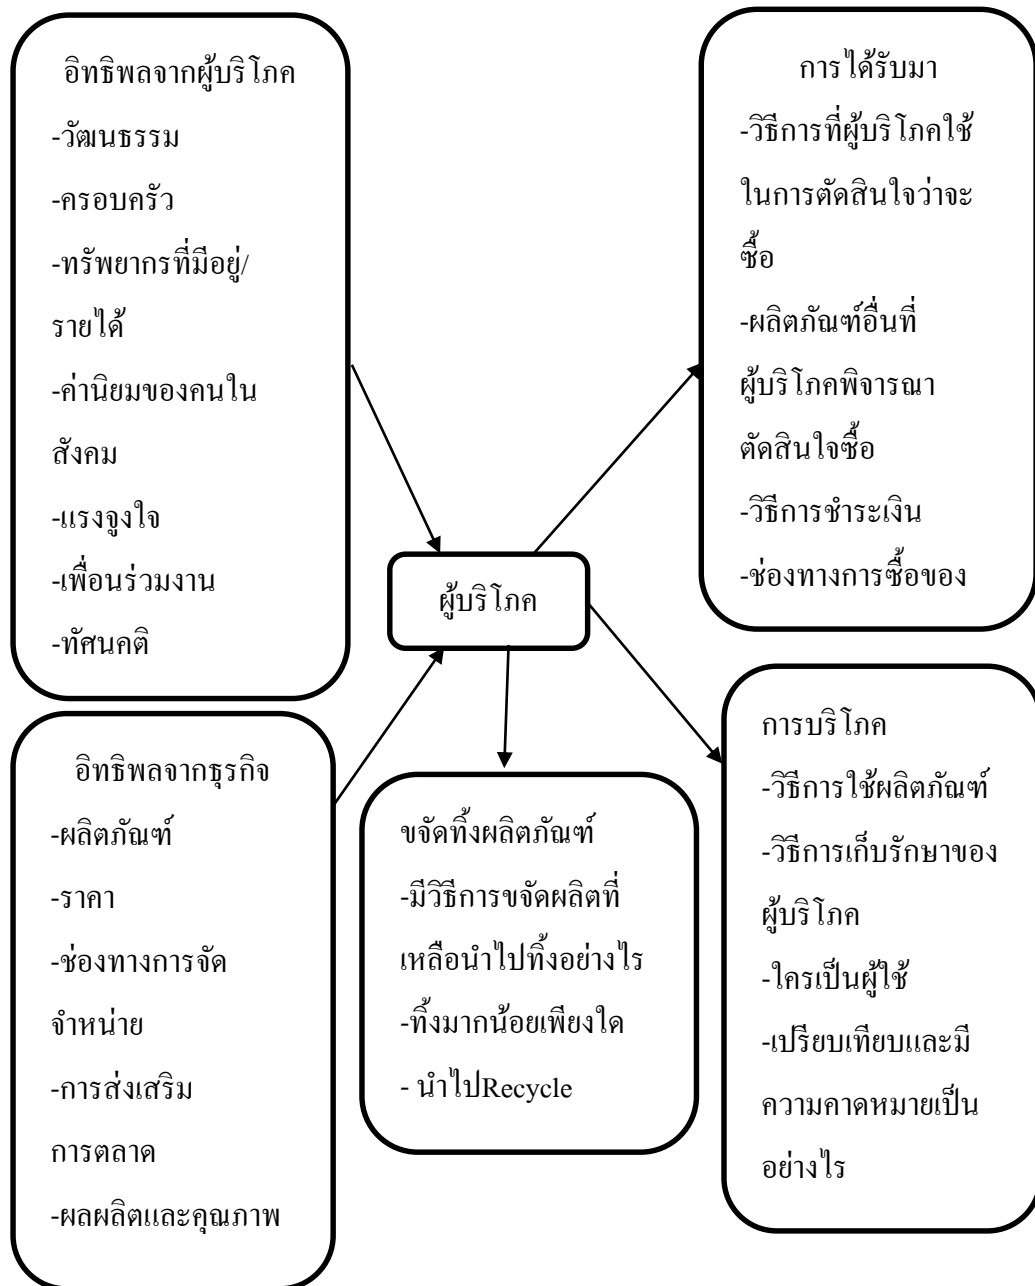 อิทธิพลจากผู้บริโภค
-วัฒนธรรม
-ครอบครัว
-ทรัพยากรที่มีอยู่/
รายได้
-ค่านิยมของคนใน
สังคม
-แรงจูงใจ
-เพื่อนร่วมงาน
-ทัศนคติ
การได้รับมา
-วิธีการที่ผู้บริโภคใช้
ในการตัดสินใจว่าจะ
ซื้อ
-ผลิตภัณฑ์อื่นที่
ผู้บริโภคพิจารณา
ตัดสินใจซื้อ
-วิธีการชำระเงิน
-ช่องทางการซื้อของ
ผู้บริโภค
อิทธิพลจากธุรกิจ
-ผลิตภัณฑ์
-ราคา
-ช่องทางการจัด
จำหน่าย
-การส่งเสริม
การตลาด
-ผลผลิตและคุณภาพ
ขจัดทิ้งผลิตภัณฑ์
-มีวิธีการขจัดผลิตที่
เหลือนำไปทิ้งอย่างไร
-ทิ้งมากน้อยเพียงใด
- นำไปRecycle
การบริโภค
-วิธีการใช้ผลิตภัณฑ์
-วิธีการเก็บรักษาของ
ผู้บริโภค
-ใครเป็นผู้ใช้
-เปรียบเทียบและมี
ความคาดหมายเป็น
อย่างไร